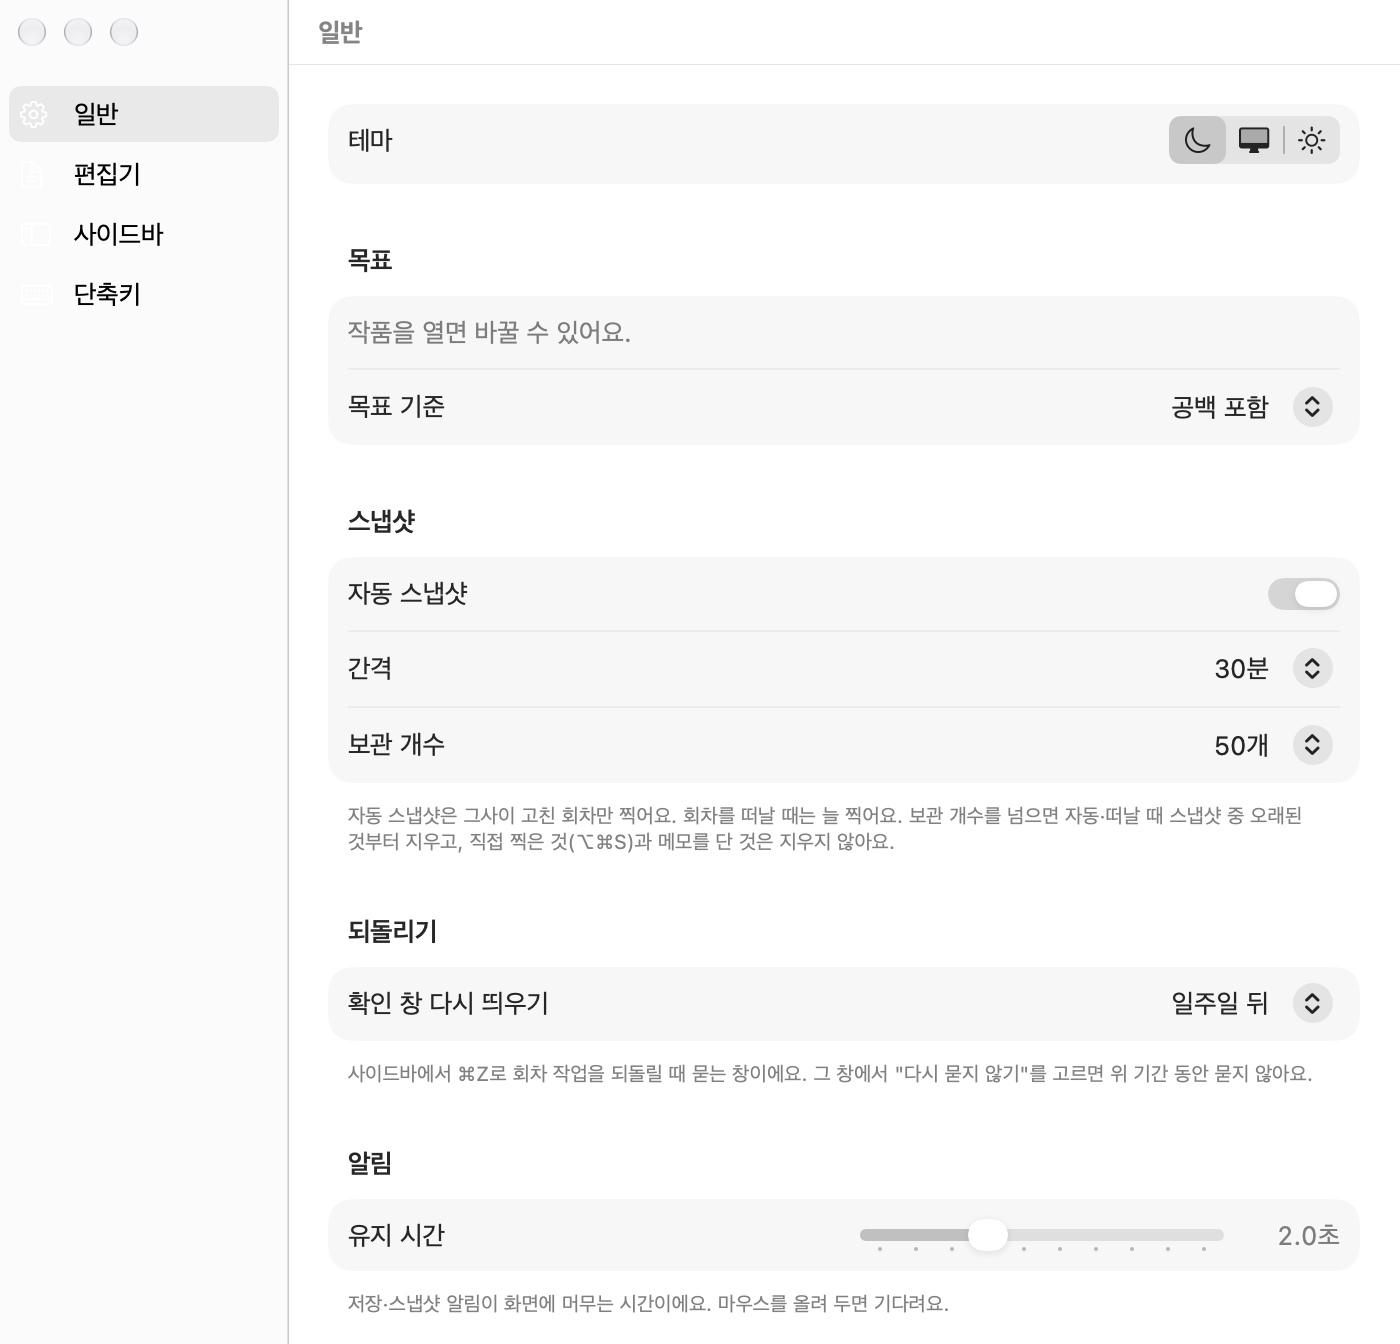 일반
일반
편집기
사이드바
단축키
테마
목표
작품을 열면 바꿀 수 있어요.
목표 기준 공백 포함
스냅샷
자동 스냅샷
간격 30분
보관 개수 50개
자동 스냅샷은 그사이 고친 회차만 찍어요. 회차를 떠날 때는 늘 찍어요. 보관 개수를 넘으면 자동·떠날 때 스냅샷 중 오래된
것부터 지우고, 직접 찍은 것(⌥⌘S)과 메모를 단 것은 지우지 않아요.
되돌리기
확인 창 다시 띄우기 일주일 뒤
사이드바에서 ⌘Z로 회차 작업을 되돌릴 때 묻는 창이에요. 그 창에서 "다시 묻지 않기"를 고르면 위 기간 동안 묻지 않아요.
알림
유지 시간 2.0초
저장·스냅샷 알림이 화면에 머무는 시간이에요. 마우스를 올려 두면 기다려요.